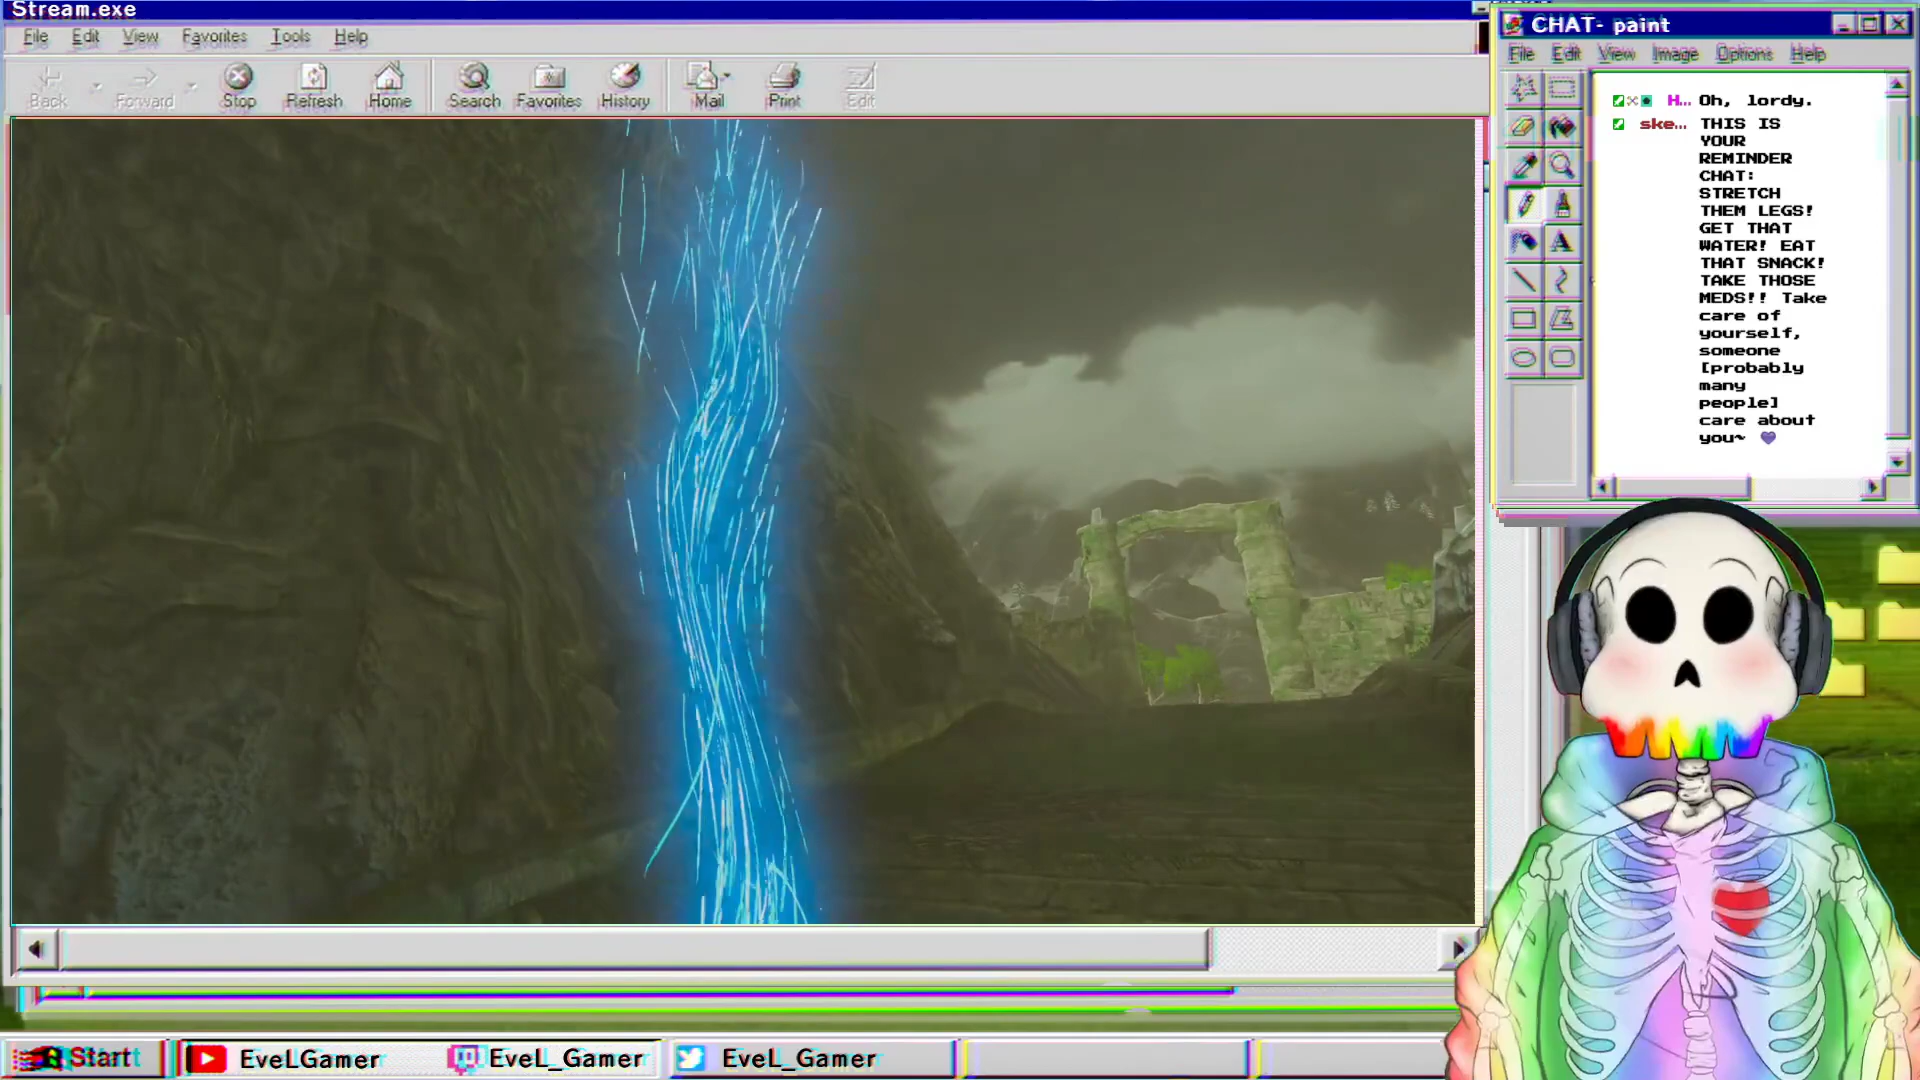 Stream.exe
File Edit View Favorites Tools Help
Back Forward Stop Refresh Home Search Favorites History Mail Print Edit
CHAT- paint
File Edit View Image Options Help
H... Oh, lordy.
ske... THIS IS
YOUR
REMINDER
CHAT:
STRETCH
THEM LEGS!
GET THAT
WATER! EAT
THAT SNACK!
TAKE THOSE
MEDS!! Take
care of
yourself,
someone
[probably
many
people]
care about
you~ 💜
Start EveLGamer EveL_Gamer EveL_Gamer